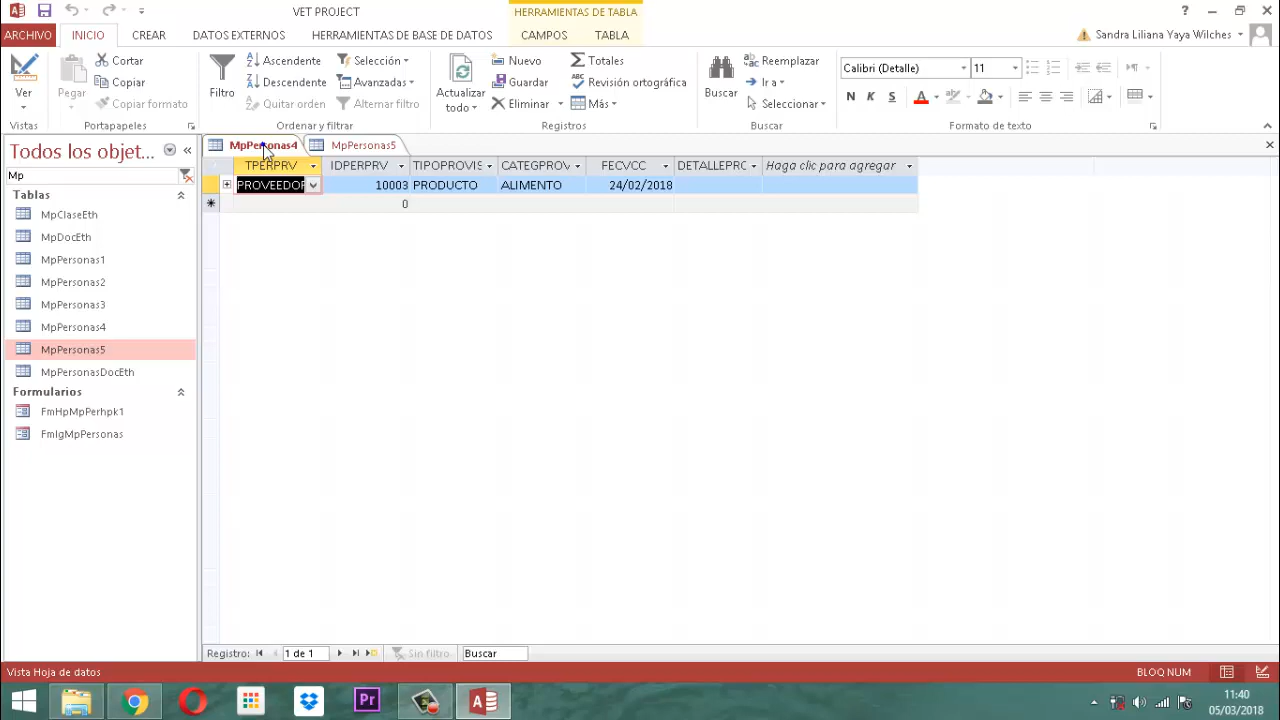 VET PROJECT
HERRAMIENTAS DE TABLA
?
ARCHIVO INICIO CREAR DATOS EXTERNOS HERRAMIENTAS DE BASE DE DATOS CAMPOS TABLA Sandra Liliana Yaya Wilches
Ver
Vistas
Pegar
Cortar
Copiar
Copiar formato
Portapapeles
Filtro
Ascendente
Descendente
Quitar orden
Selección
Avanzadas
Ordenar y filtrar
Actualizar
todo
Nuevo
Guardar
Eliminar
Totales
Revisión ortográfica
Más
Registros
Buscar
Reemplazar
Ir a
Seleccionar
Buscar
Calibri (Detalle) 11
N K S A
Formato de texto
Todos los objet...
Mp
Tablas
MpClaseEth
MpDocEth
MpPersonas1
MpPersonas2
MpPersonas3
MpPersonas4
MpPersonas5
MpPersonasDocEth
Formularios
FmHpMpPerhpk1
FmIgMpPersonas
MpPersonas4 MpPersonas5
TPERPRV IDPERPRV TIPOPROVIS CATEGPROV FECVCC DETALLEPRC Haga clic para agregar
PROVEEDOR 10003 PRODUCTO ALIMENTO 24/02/2018
0
Registro: 1 de 1 Sin filtro Buscar
Vista Hoja de datos BLOQ NUM
Pr
11:40
05/03/2018